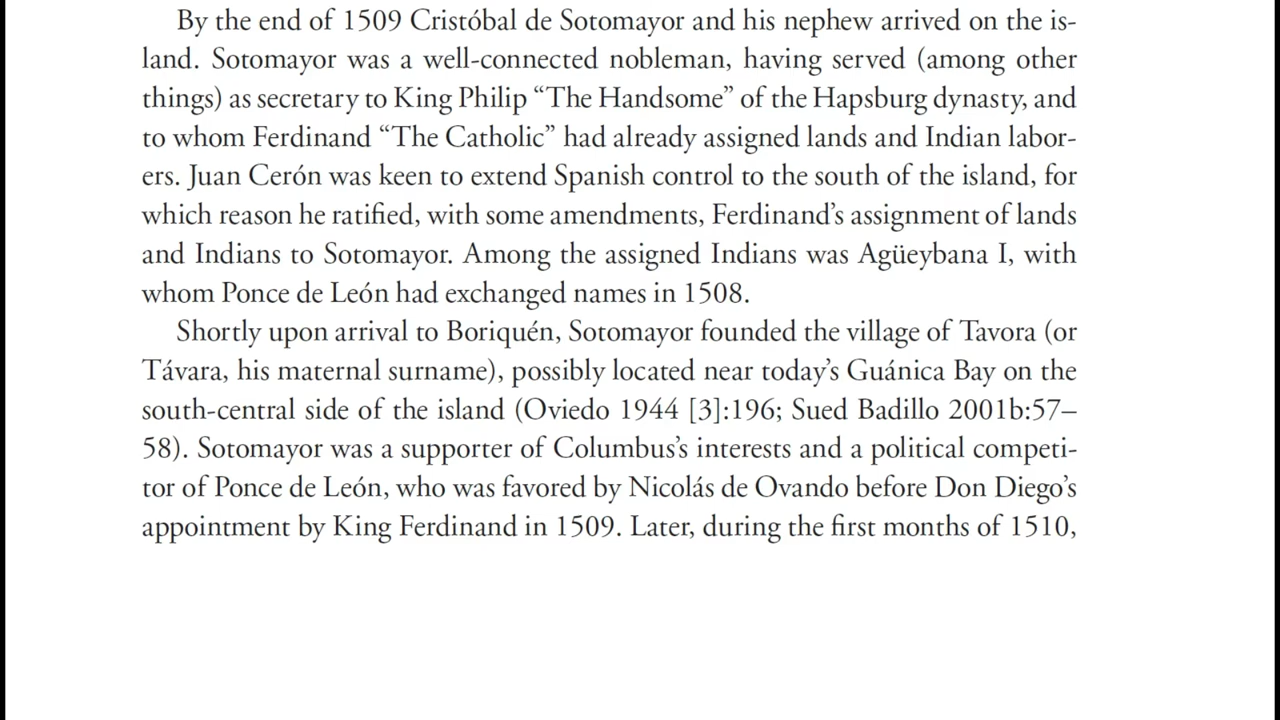 By the end of 1509 Cristóbal de Sotomayor and his nephew arrived on the is-
land. Sotomayor was a well-connected nobleman, having served (among other
things) as secretary to King Philip “The Handsome” of the Hapsburg dynasty, and
to whom Ferdinand “The Catholic” had already assigned lands and Indian labor-
ers. Juan Cerón was keen to extend Spanish control to the south of the island, for
which reason he ratified, with some amendments, Ferdinand’s assignment of lands
and Indians to Sotomayor. Among the assigned Indians was Agüeybana I, with
whom Ponce de León had exchanged names in 1508.
Shortly upon arrival to Boriquén, Sotomayor founded the village of Tavora (or
Távara, his maternal surname), possibly located near today’s Guánica Bay on the
south-central side of the island (Oviedo 1944 [3]:196; Sued Badillo 2001b:57–
58). Sotomayor was a supporter of Columbus’s interests and a political competi-
tor of Ponce de León, who was favored by Nicolás de Ovando before Don Diego’s
appointment by King Ferdinand in 1509. Later, during the first months of 1510,